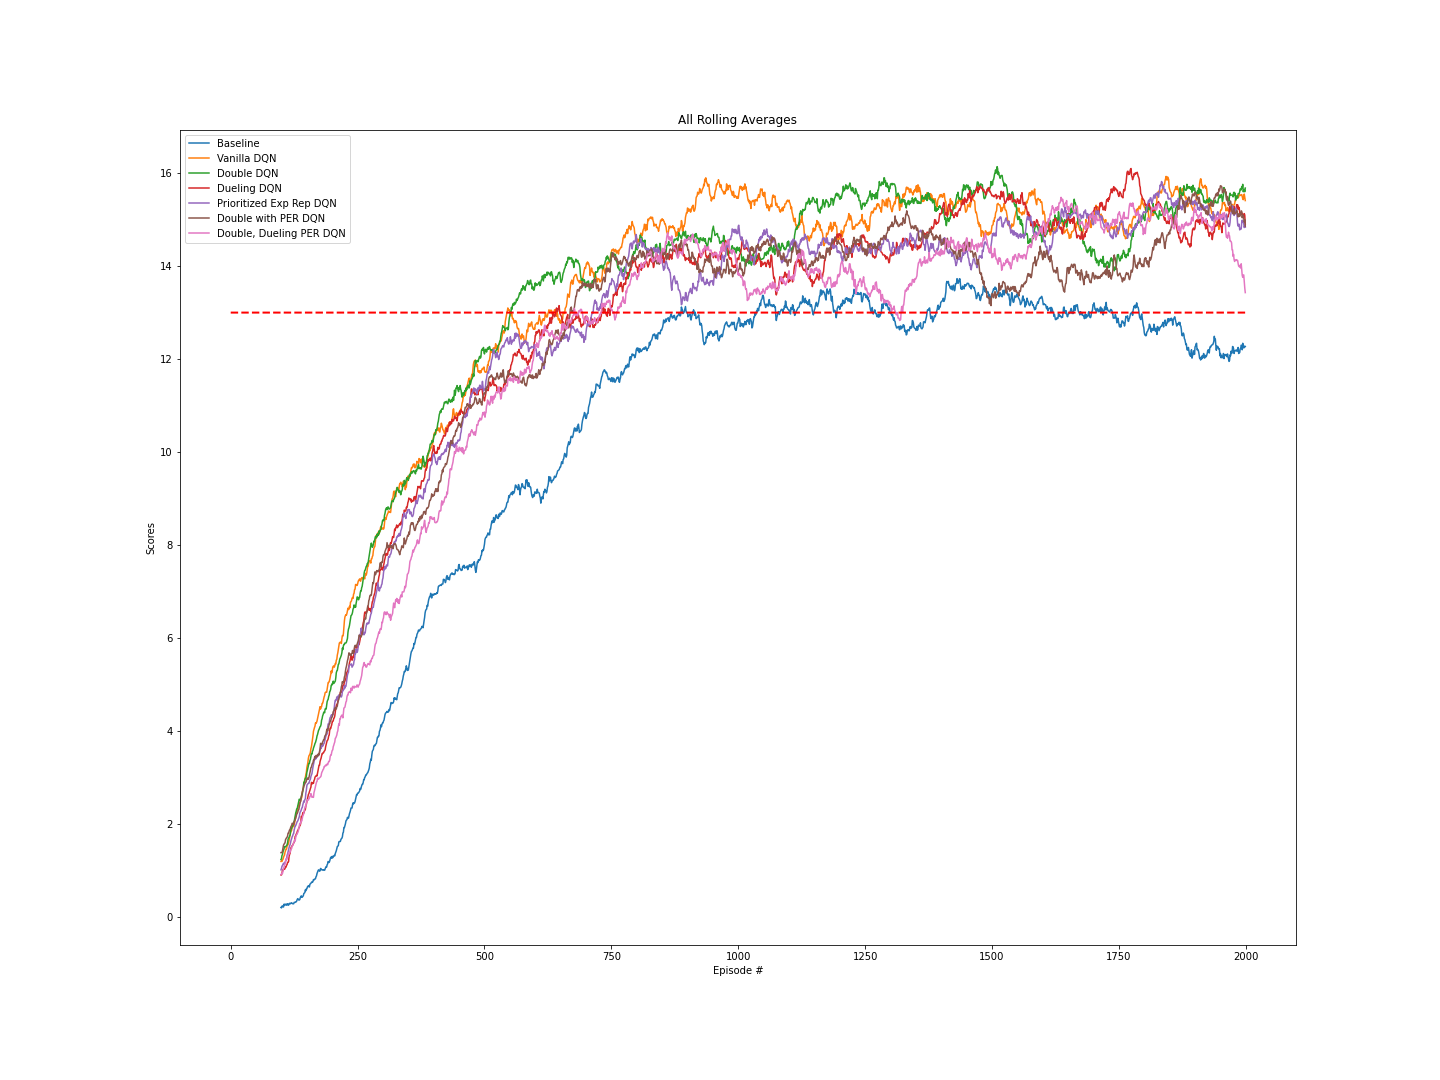 All Rolling Averages
Baseline
Vanilla DQN
Double DQN
Dueling DQN
Prioritized Exp Rep DQN
Double with PER DQN
Double, Dueling PER DQN
16
14
12
10
8
6
4
2
0
Scores
0 250 500 750 1000 1250 1500 1750 2000
Episode #